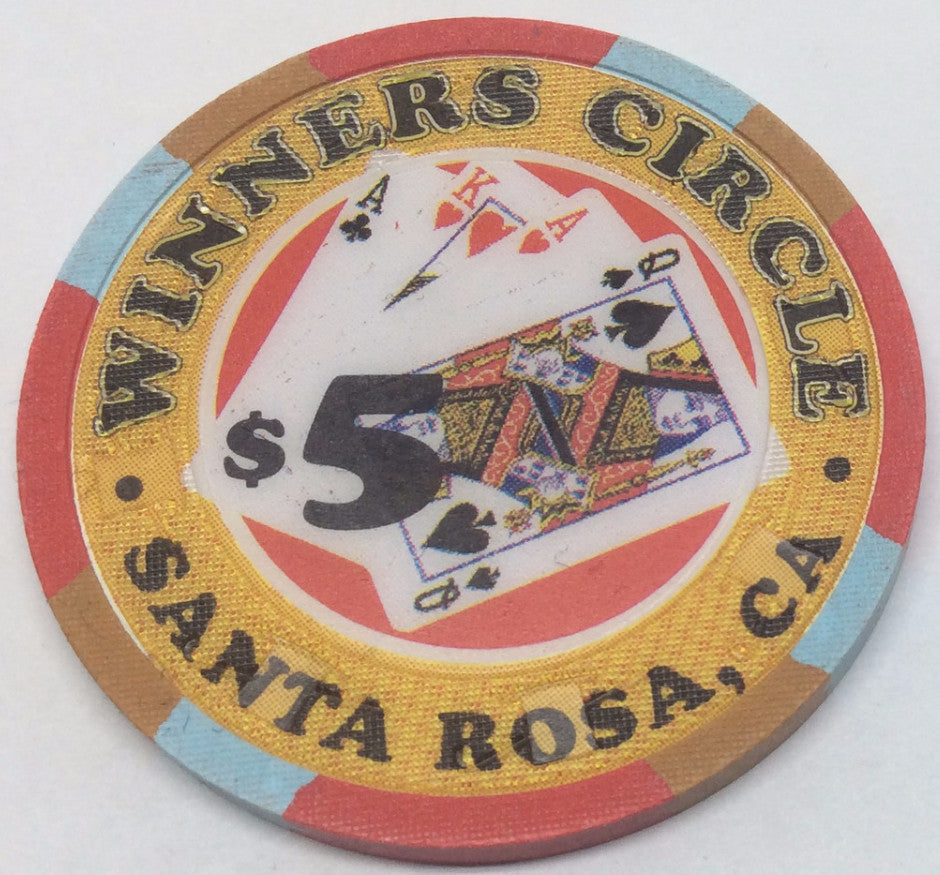 WINNERS CIRCLE
A K A
Q
$5
Q
• SANTA ROSA, CA •